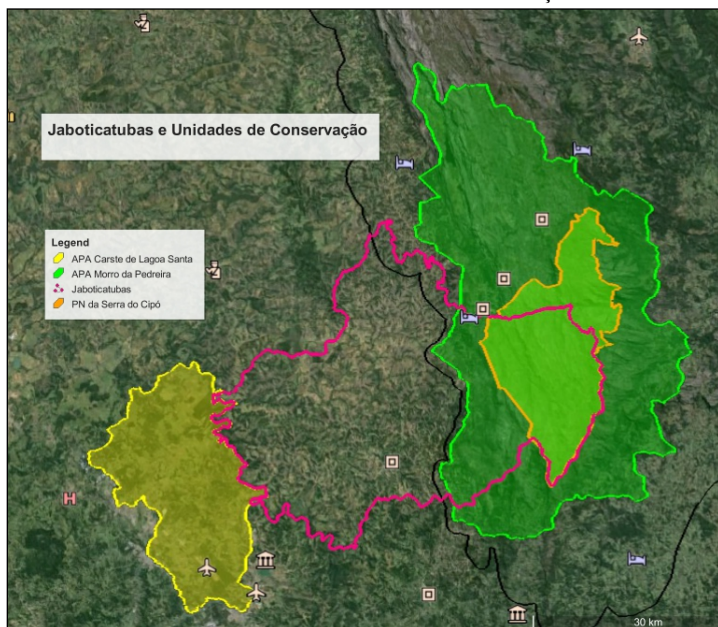 Jaboticatubas e Unidades de Conservação
Legend
APA Carste de Lagoa Santa
APA Morro da Pedreira
Jaboticatubas
PN da Serra do Cipó
H
30 km